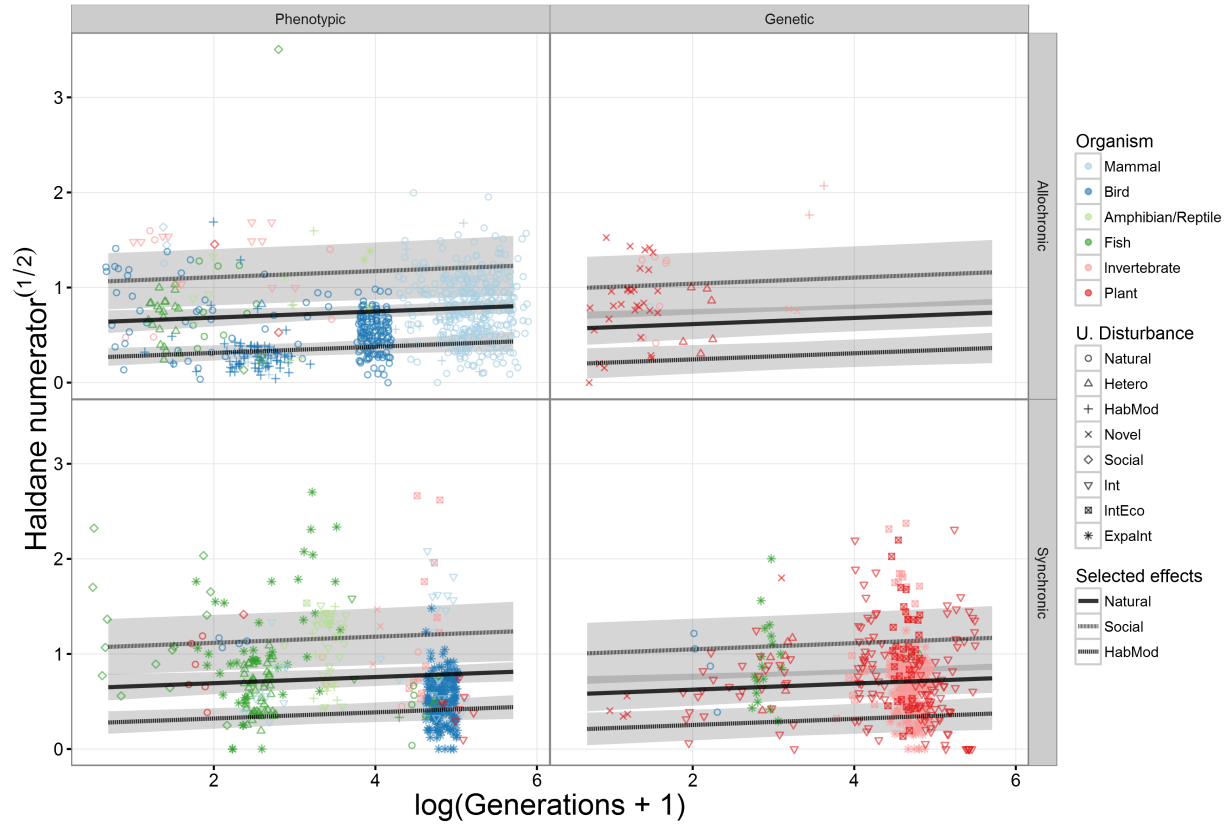 Phenotypic
Genetic
Allochronic
Synchronic
Haldane numerator(1/2)
3
2
1
0
3
2
1
0
2
4
6
2
4
6
log(Generations + 1)
Organism
Mammal
Bird
Amphibian/Reptile
Fish
Invertebrate
Plant
U. Disturbance
Natural
Hetero
HabMod
Novel
Social
Int
IntEco
ExpaInt
Selected effects
Natural
Social
HabMod